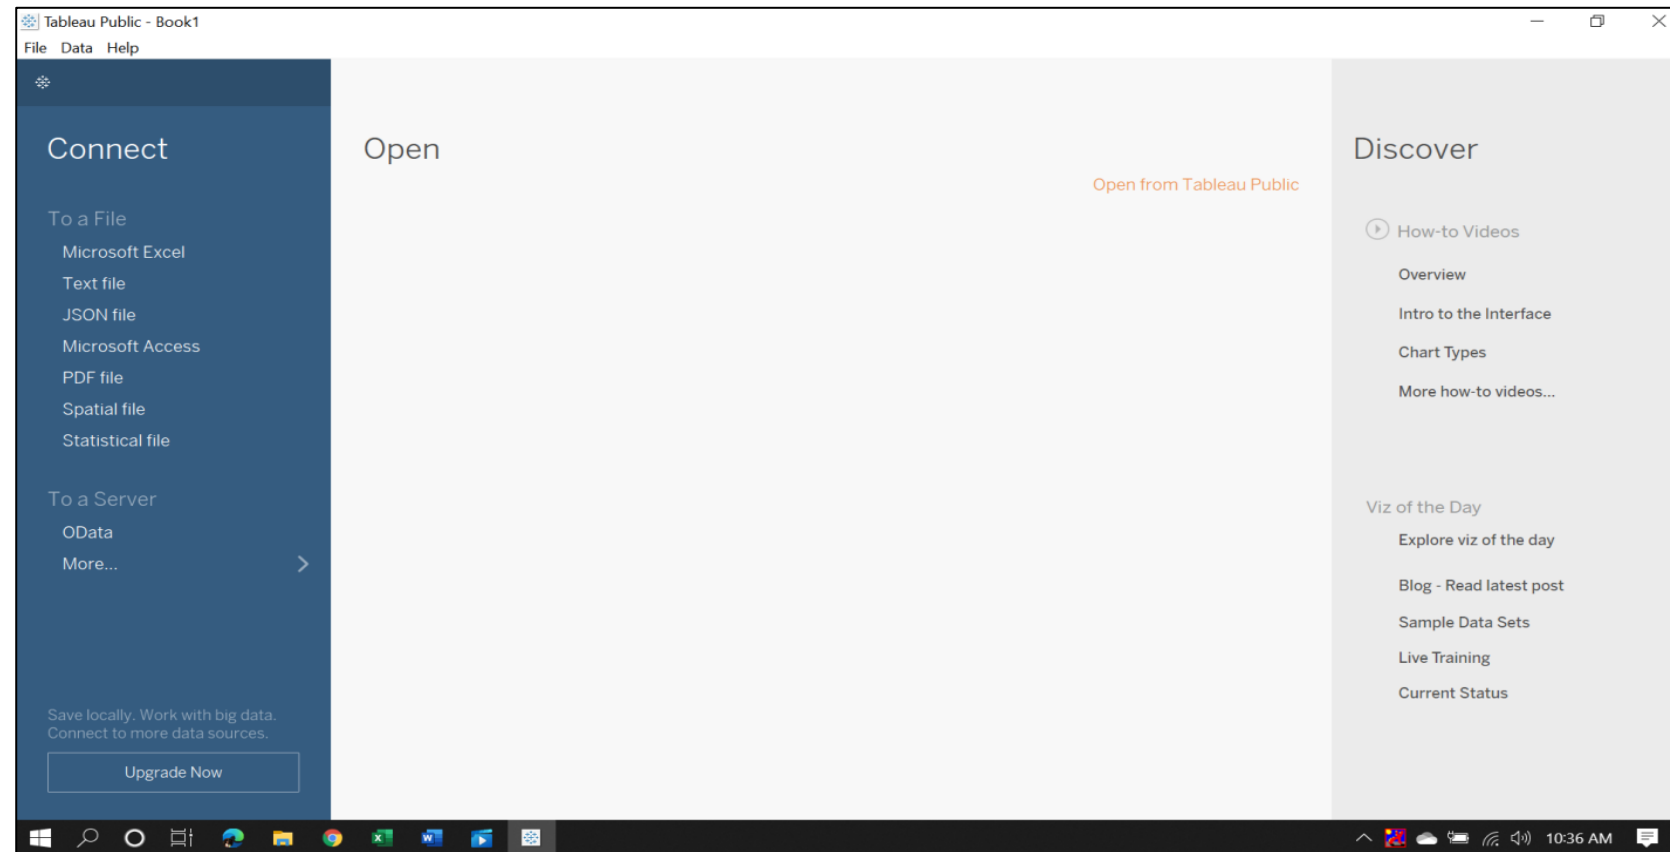 Tableau Public - Book1
File Data Help
Connect
To a File
Microsoft Excel
Text file
JSON file
Microsoft Access
PDF file
Spatial file
Statistical file
To a Server
OData
More...
Save locally. Work with big data.
Connect to more data sources.
Upgrade Now
Open
Open from Tableau Public
Discover
How-to Videos
Overview
Intro to the Interface
Chart Types
More how-to videos...
Viz of the Day
Explore viz of the day
Blog - Read latest post
Sample Data Sets
Live Training
Current Status
10:36 AM